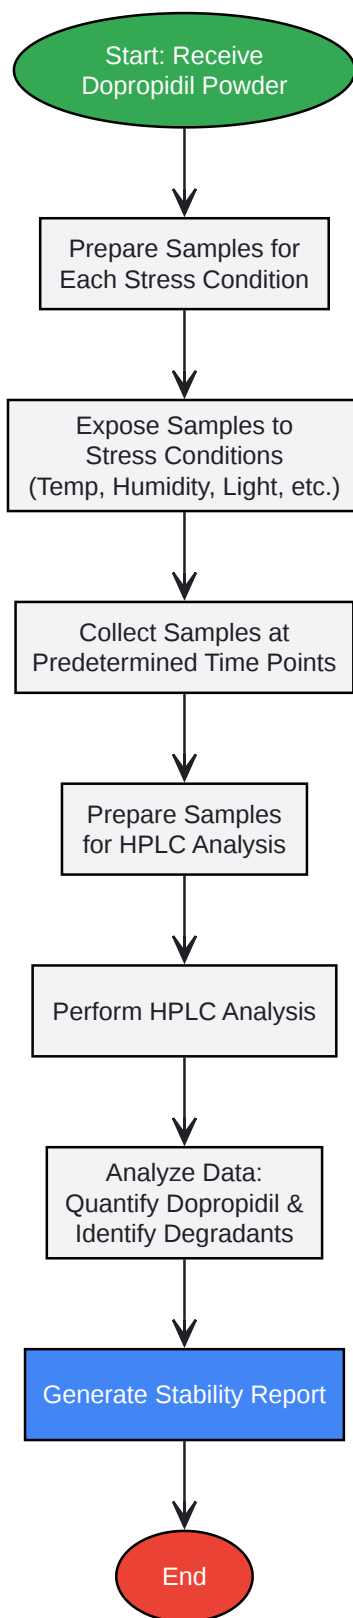 Start: Receive
Dopropidil Powder
Prepare Samples for
Each Stress Condition
Expose Samples to
Stress Conditions
(Temp, Humidity, Light, etc.)
Collect Samples at
Predetermined Time Points
Prepare Samples
for HPLC Analysis
Perform HPLC Analysis
Analyze Data:
Quantify Dopropidil &
Identify Degradants
Generate Stability Report
End